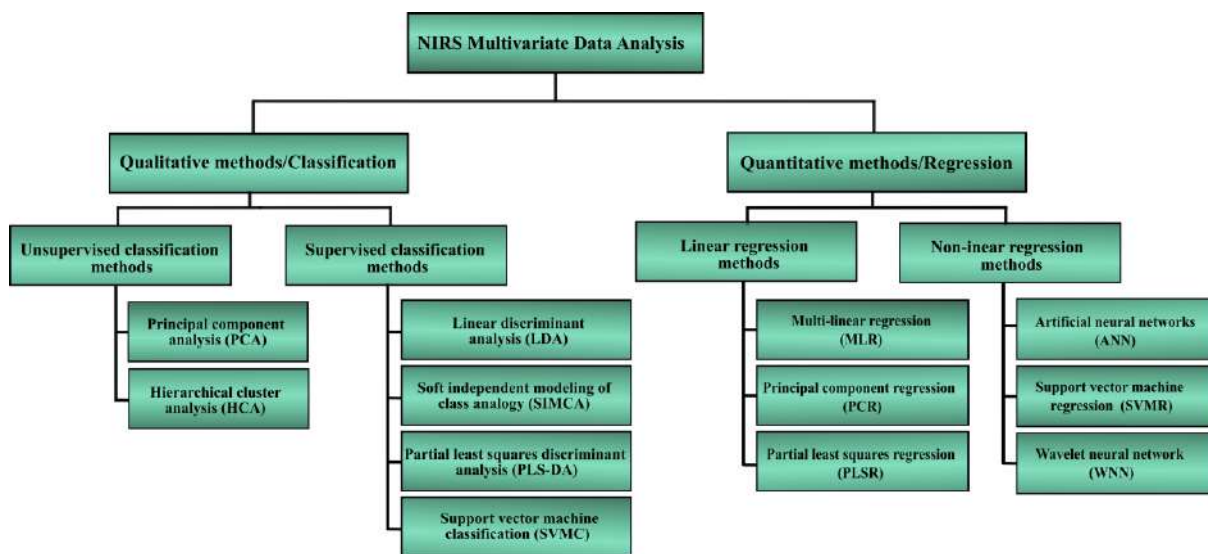 NIRS Multivariate Data Analysis
Qualitative methods/Classification
Quantitative methods/Regression
Unsupervised classification
methods
Supervised classification
methods
Linear regression
methods
Non-inear regression
methods
Principal component
analysis (PCA)
Hierarchical cluster
analysis (HCA)
Linear discriminant
analysis (LDA)
Soft independent modeling of
class analogy (SIMCA)
Partial least squares discriminant
analysis (PLS-DA)
Support vector machine
classification (SVMC)
Multi-linear regression
(MLR)
Principal component regression
(PCR)
Partial least squares regression
(PLSR)
Artificial neural networks
(ANN)
Support vector machine
regression (SVMR)
Wavelet neural network
(WNN)